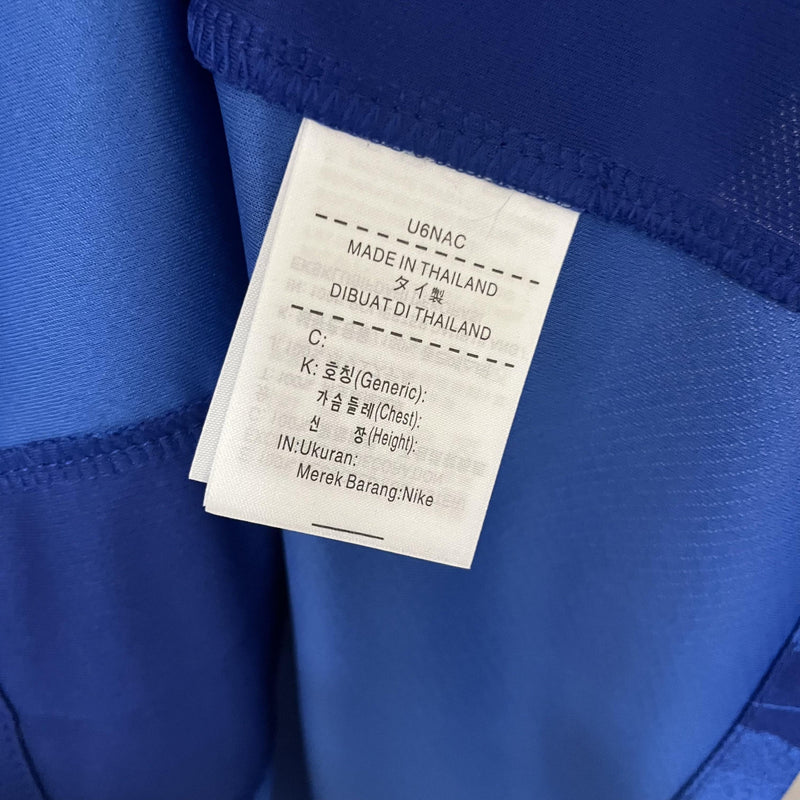 U6NAC
MADE IN THAILAND
タイ製
DIBUAT DI THAILAND
C:
K: 호칭(Generic):
가슴둘레(Chest):
신 장(Height):
IN:Ukuran:
Merek Barang:Nike